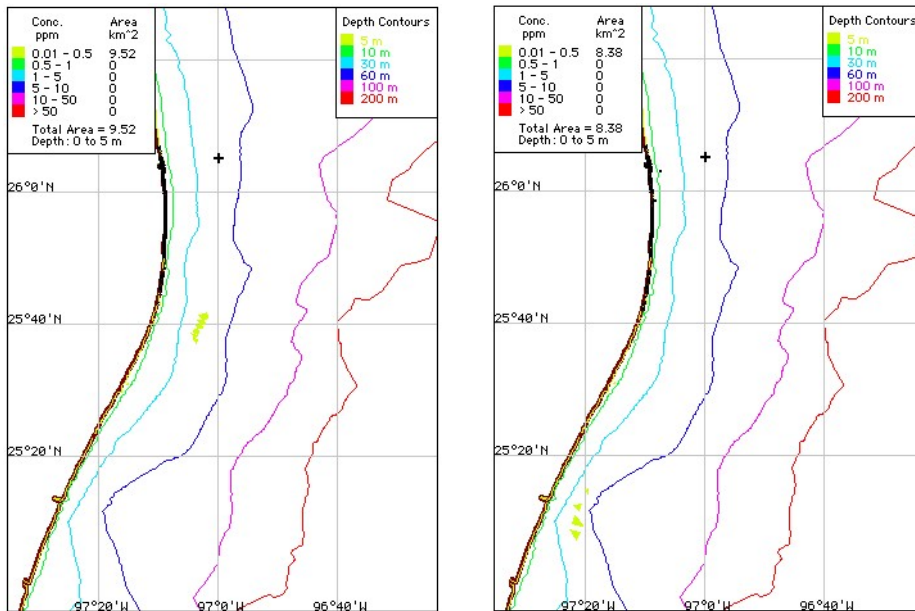 Conc. Area
ppm km^2
0.01 - 0.5 9.52
0.5 - 1 0
1 - 5 0
5 - 10 0
10 - 50 0
> 50 0
Total Area = 9.52
Depth: 0 to 5 m
Depth Contours
5 m
10 m
30 m
60 m
100 m
200 m
26°0'N
25°40'N
25°20'N
97°20'W 97°0'W 96°40'W
Conc. Area
ppm km^2
0.01 - 0.5 8.38
0.5 - 1 0
1 - 5 0
5 - 10 0
10 - 50 0
> 50 0
Total Area = 8.38
Depth: 0 to 5 m
Depth Contours
5 m
10 m
30 m
60 m
100 m
200 m
26°0'N
25°40'N
25°20'N
97°20'W 97°0'W 96°40'W